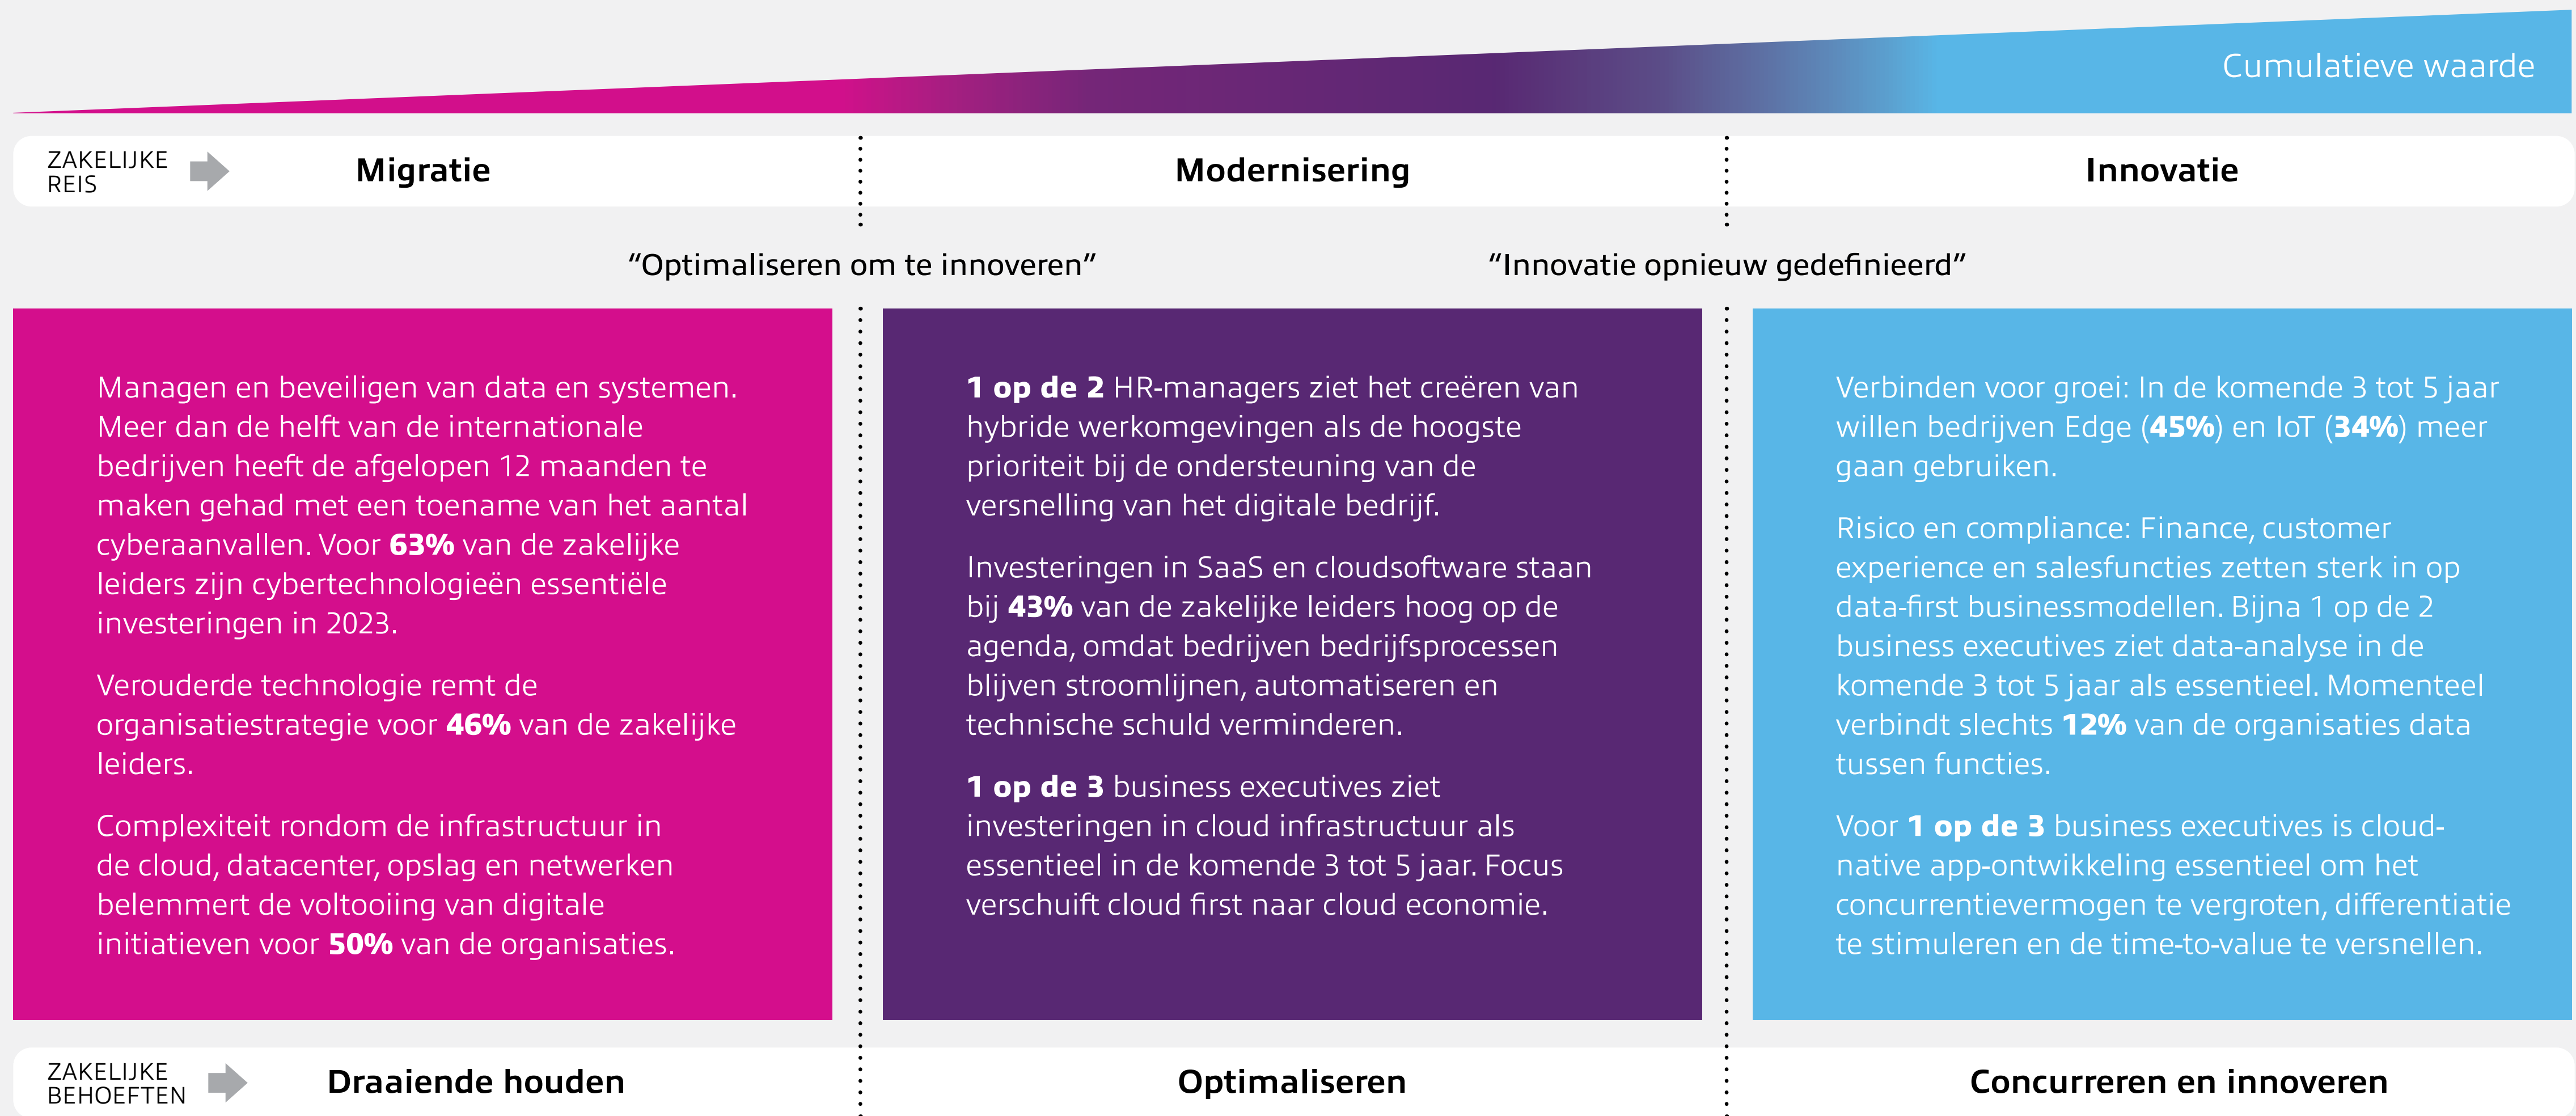 Cumulatieve waarde
ZAKELIJKE
REIS
Migratie
Modernisering
Innovatie
“Optimaliseren om te innoveren”
“Innovatie opnieuw gedefinieerd”
Managen en beveiligen van data en systemen.
Meer dan de helft van de internationale
bedrijven heeft de afgelopen 12 maanden te
maken gehad met een toename van het aantal
cyberaanvallen. Voor 63% van de zakelijke
leiders zijn cybertechnologieën essentiële
investeringen in 2023.
Verouderde technologie remt de
organisatiestrategie voor 46% van de zakelijke
leiders.
Complexiteit rondom de infrastructuur in
de cloud, datacenter, opslag en netwerken
belemmert de voltooiing van digitale
initiatieven voor 50% van de organisaties.
1 op de 2 HR-managers ziet het creëren van
hybride werkomgevingen als de hoogste
prioriteit bij de ondersteuning van de
versnelling van het digitale bedrijf.
Investeringen in SaaS en cloudsoftware staan
bij 43% van de zakelijke leiders hoog op de
agenda, omdat bedrijven bedrijfsprocessen
blijven stroomlijnen, automatiseren en
technische schuld verminderen.
1 op de 3 business executives ziet
investeringen in cloud infrastructuur als
essentieel in de komende 3 tot 5 jaar. Focus
verschuift cloud first naar cloud economie.
Verbinden voor groei: In de komende 3 tot 5 jaar
willen bedrijven Edge (45%) en IoT (34%) meer
gaan gebruiken.
Risico en compliance: Finance, customer
experience en salesfuncties zetten sterk in op
data-first businessmodellen. Bijna 1 op de 2
business executives ziet data-analyse in de
komende 3 tot 5 jaar als essentieel. Momenteel
verbindt slechts 12% van de organisaties data
tussen functies.
Voor 1 op de 3 business executives is cloud-
native app-ontwikkeling essentieel om het
concurrentievermogen te vergroten, differentiatie
te stimuleren en de time-to-value te versnellen.
ZAKELIJKE
BEHOEFTEN
Draaiende houden
Optimaliseren
Concurreren en innoveren